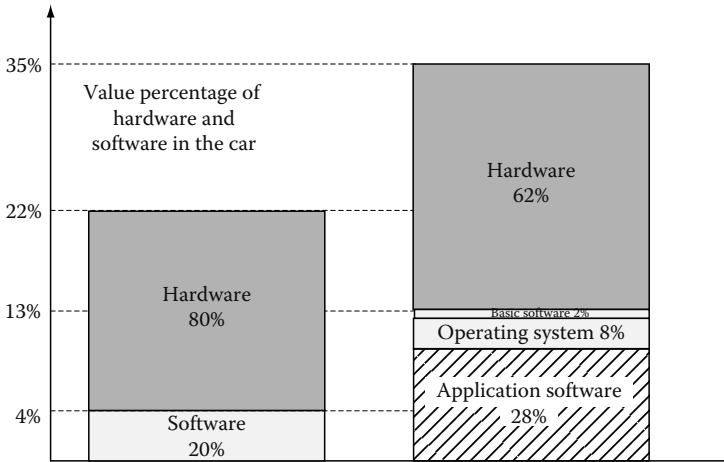 35%
Value percentage of
hardware and
software in the car
Hardware
62%
22%
Hardware
80%
13%
Basic software 2%
Operating system 8%
Application software
28%
4%
Software
20%